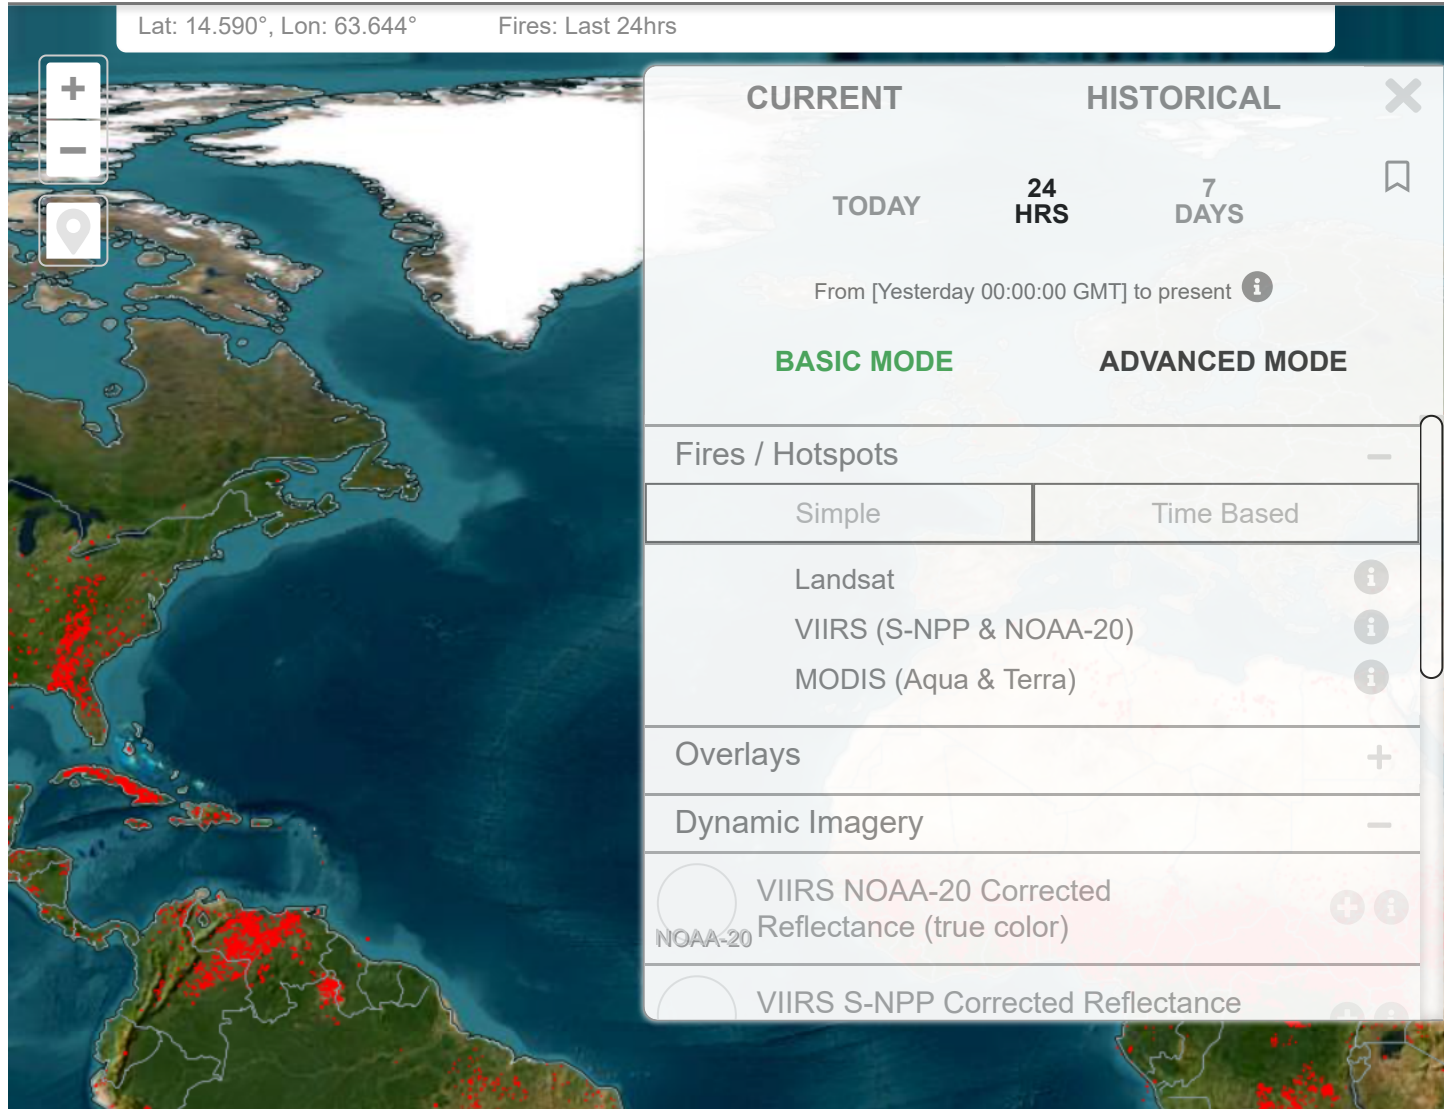 Lat: 14.590°, Lon: 63.644° Fires: Last 24hrs
CURRENT HISTORICAL
TODAY 24 HRS 7 DAYS
From [Yesterday 00:00:00 GMT] to present
BASIC MODE ADVANCED MODE
Fires / Hotspots
Simple Time Based
Landsat
VIIRS (S-NPP & NOAA-20)
MODIS (Aqua & Terra)
Overlays
Dynamic Imagery
NOAA-20
VIIRS NOAA-20 Corrected
Reflectance (true color)
VIIRS S-NPP Corrected Reflectance